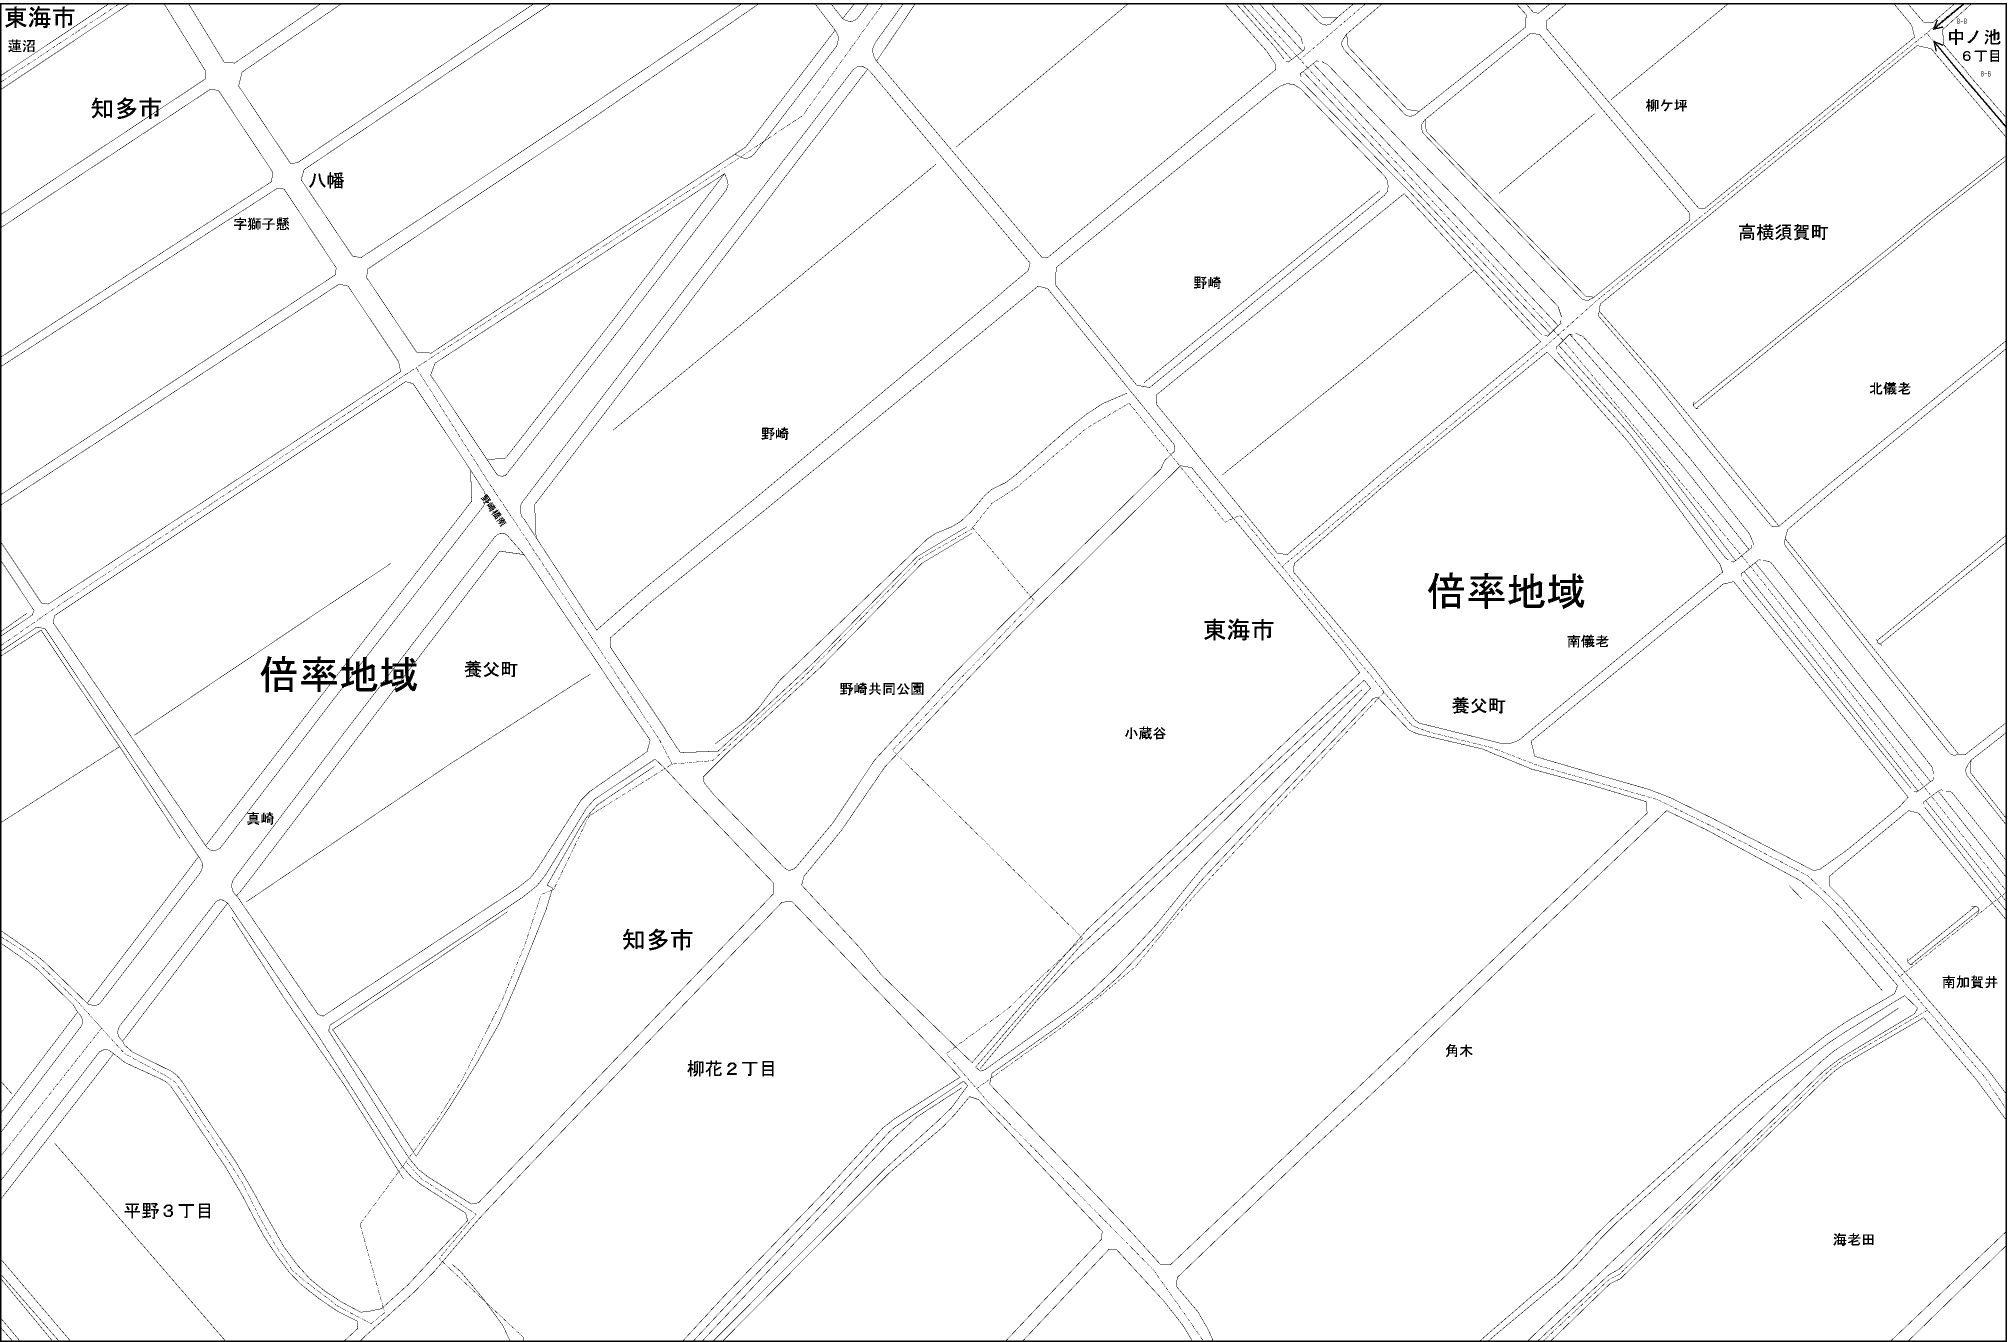 東海市
蓮沼
中ノ池
6丁目
知多市
柳ケ坪
八幡
字獅子懸
高横須賀町
野崎
北儀老
野崎
野崎橋南
倍率地域
東海市
南儀老
倍率地域
養父町
野崎共同公園
養父町
小蔵谷
真崎
知多市
南加賀井
角木
柳花2丁目
平野3丁目
海老田